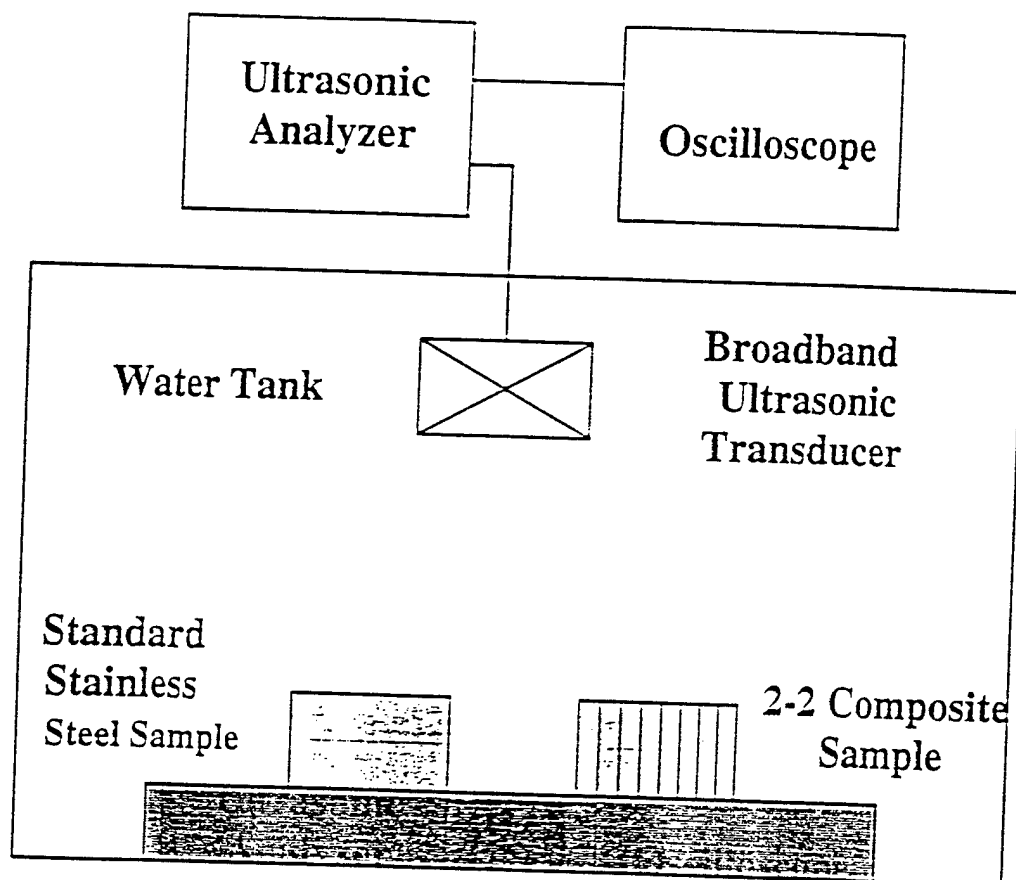 Ultrasonic
Analyzer
Oscilloscope
Water Tank
Broadband
Ultrasonic
Transducer
Standard
Stainless
Steel Sample
2-2 Composite
Sample